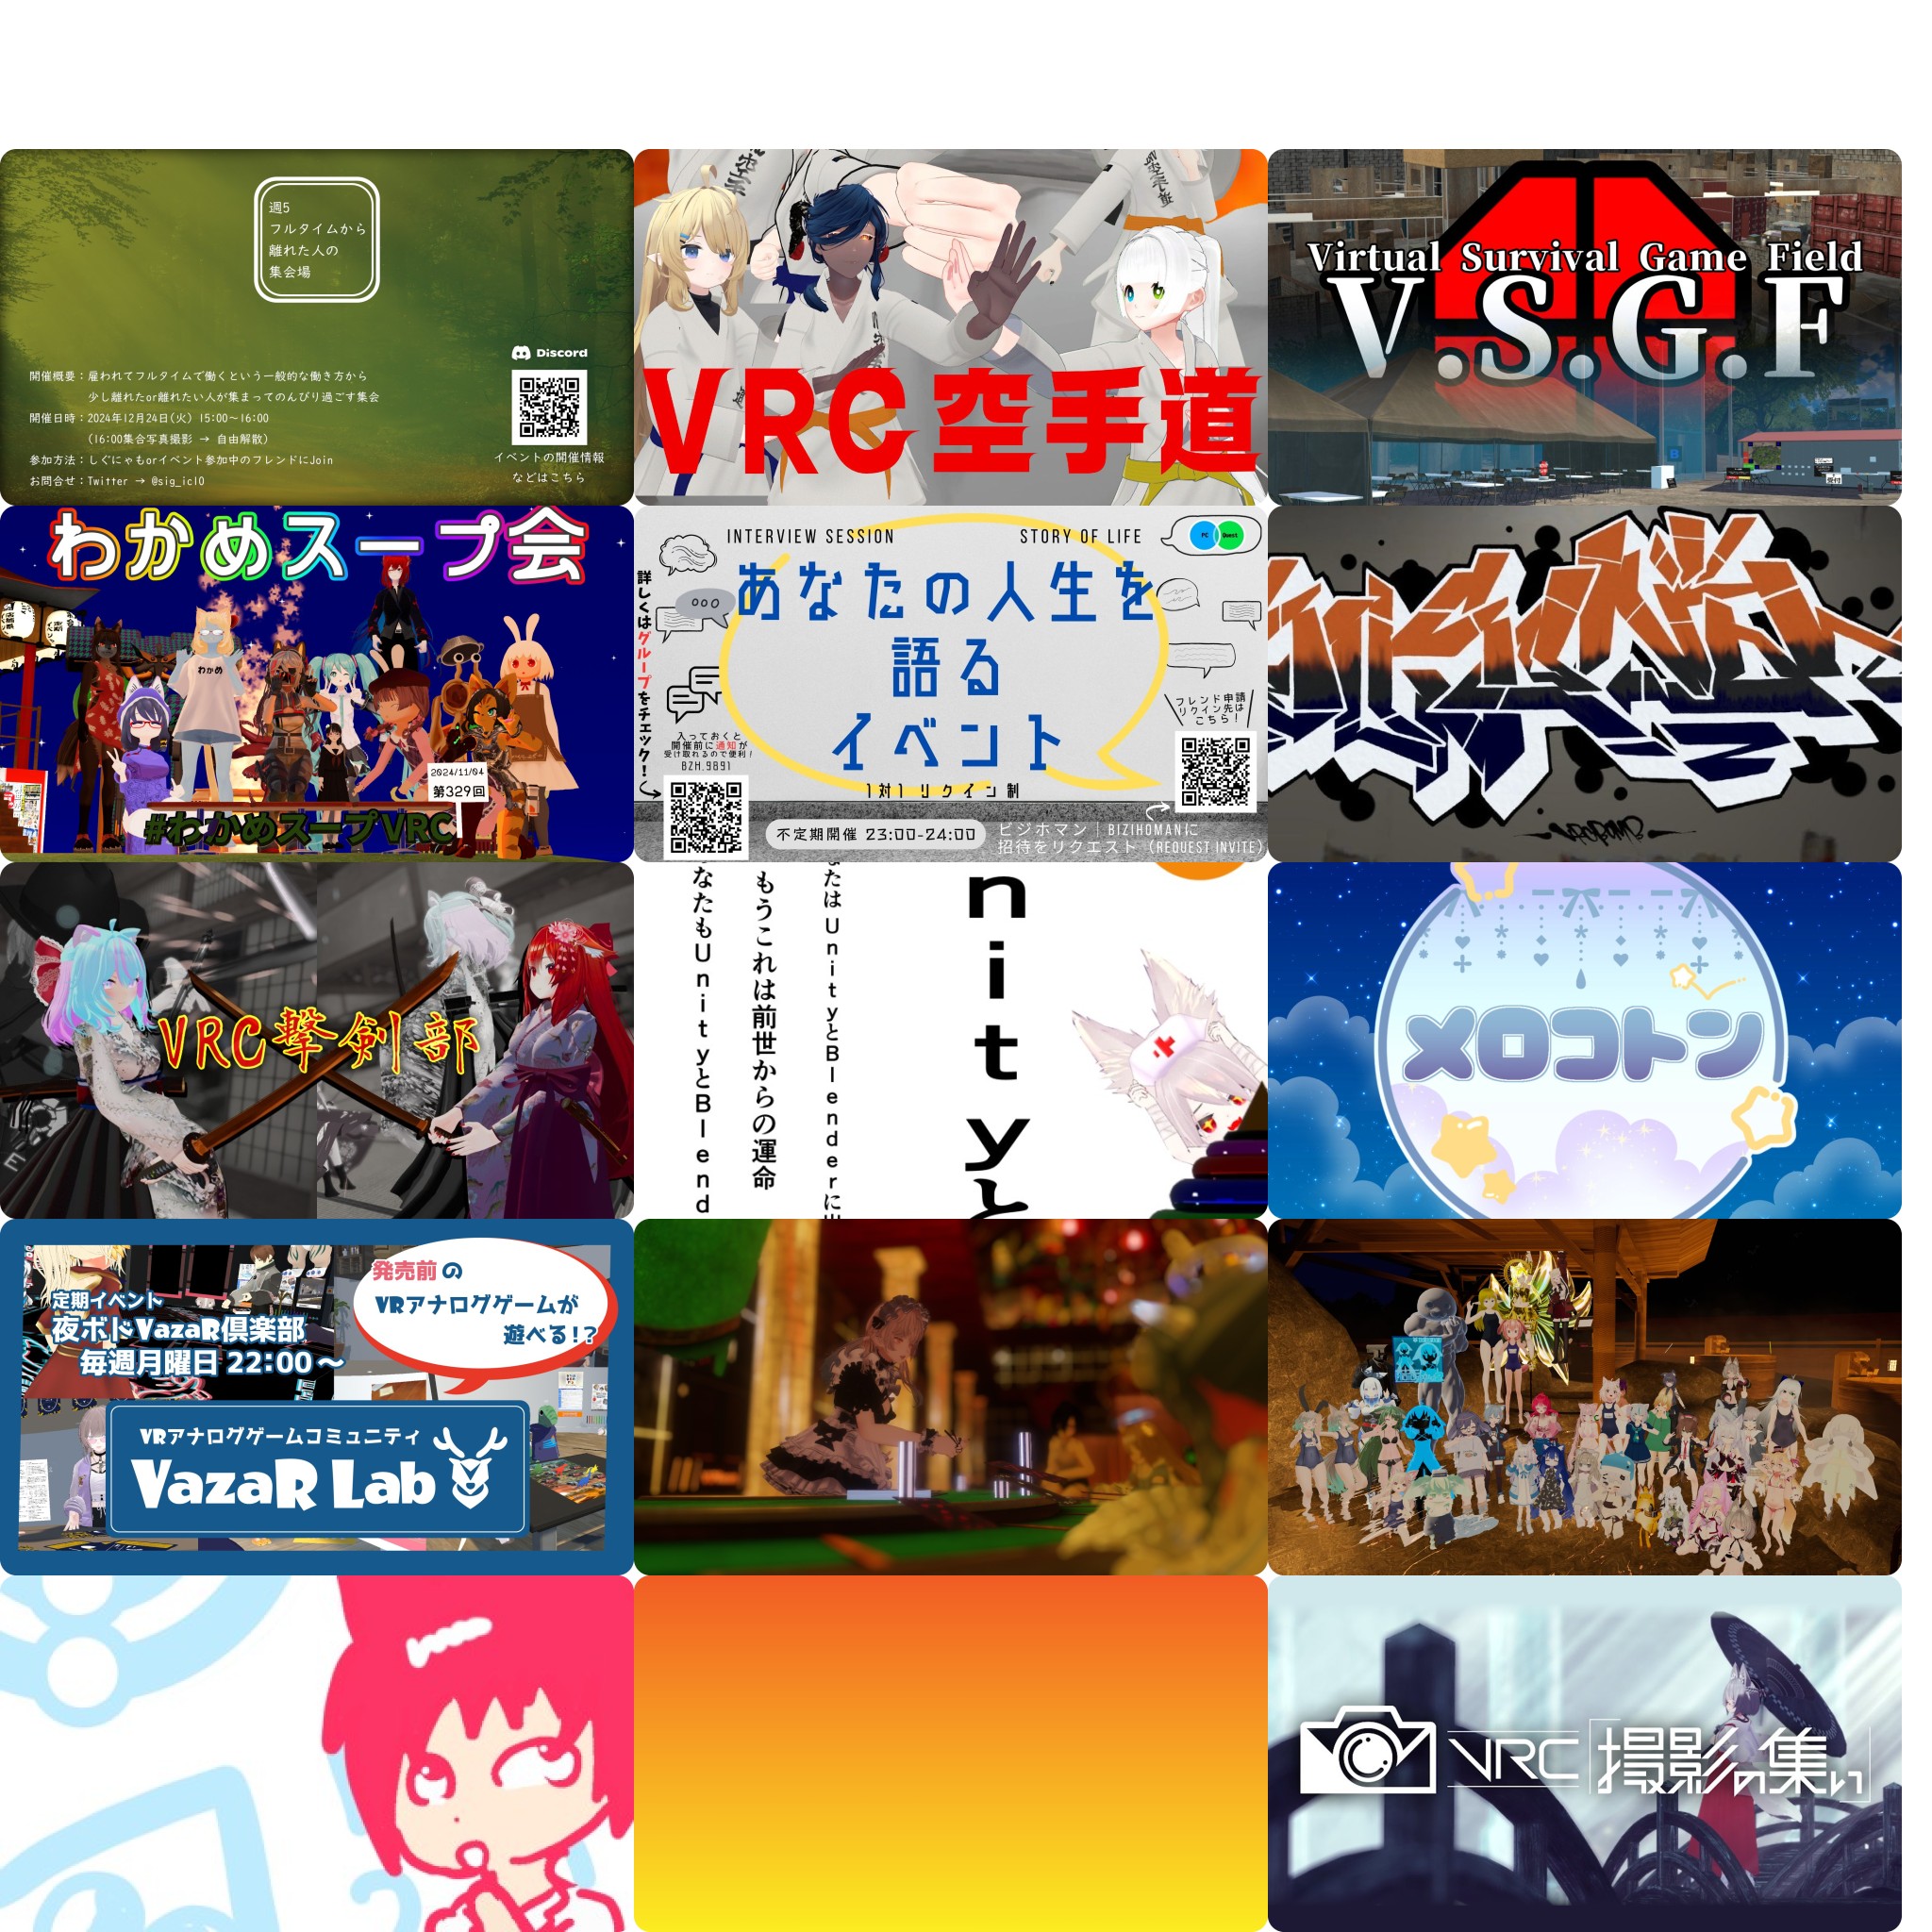 週5
フルタイムから
離れた人の
集会場
Discord
開催概要：雇われてフルタイムで働くという一般的な働き方から
少し離れたor離れたい人が集まってのんびり過ごす集会
開催日時：2024年12月24日(火) 15:00〜16:00
(16:00集合写真撮影 → 自由解散)
参加方法：しぐにゃもorイベント参加中のフレンドにJoin
お問合せ：Twitter → @sig_ic10
イベントの開催情報
などはこちら
VRC空手道
Virtual Survival Game Field
V.S.G.F
わかめスープ会
わかめ
2024/11/04
第329回
#わかめスープVRC
INTERVIEW SESSION
STORY OF LIFE
PC
Quest
あなたの人生を
語る
イベント
1対1 リクイン制
詳しくはグループをチェック！
入っておくと
開催前に通知が
受け取れるので便利！
BZH.9891
フレンド申請
リクイン先は
こちら！
不定期開催 23:00-24:00
ビジホマン｜BIZIHOMANに
招待をリクエスト（REQUEST INVITE）
VRC撃剣部
nityと
たは UnityとBlenderに
もうこれは前世からの運命
なたもUnityとBlend
メロコトン
定期イベント
夜ボドVazaR倶楽部
毎週月曜日 22:00〜
発売前の
VRアナログゲームが
遊べる!?
VRアナログゲームコミュニティ
VazaR Lab
VRC 撮影の集い